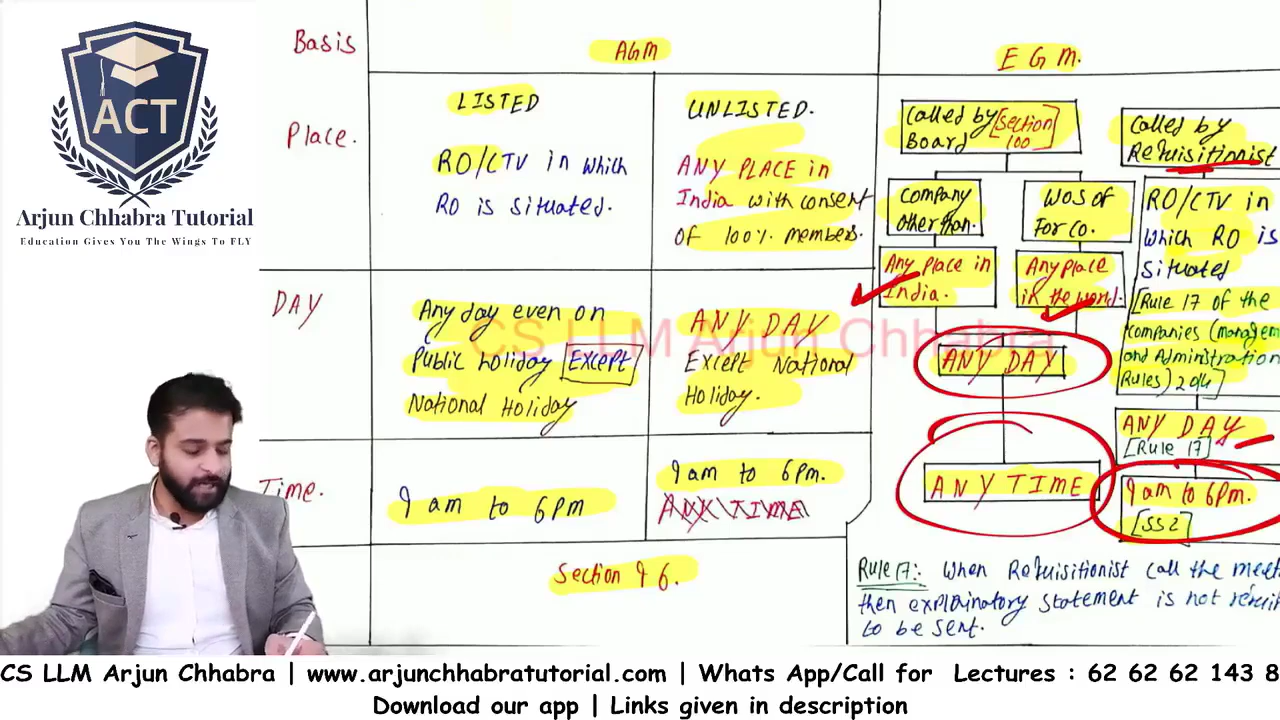 ACT
Arjun Chhabra Tutorial
Education Gives You The Wings To FLY
Basis
AGM
E G M.
Place.
LISTED
RO/CTV in which
RO is situated.
UNLISTED.
ANY PLACE in
India with consent
OF 100% members.
Called by
Board [Section
100]
Called by
Requisitionist
Company
Other than.
WOS of
For Co.
Any place in
India.
Any place
in the world.
RO/CTV in
which RO is
Situated
[Rule 17 of the
companies (managem
and Administration
Rules) 2014]
DAY
Any day even on
Public holiday Except
National Holiday
ANY DAY
Except National
Holiday.
ANY DAY
ANY DAY
[Rule 17]
Time.
9 am to 6 pm
9am to 6pm.
ANY TIME
ANY TIME
9am to 6pm.
[SS2]
Section 96.
Rule 17:- When Requisitionist call the meet
then explainatory statement is not requi
to be sent.
CS LLM Arjun Chhabra
CS LLM Arjun Chhabra | www.arjunchhabratutorial.com | Whats App/Call for Lectures : 62 62 62 143 8
Download our app | Links given in description